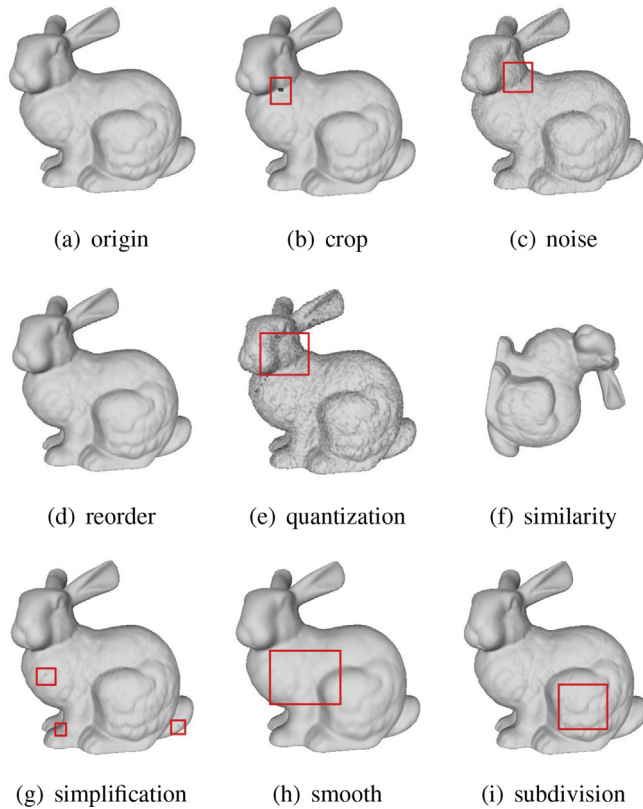 (a) origin (b) crop (c) noise
(d) reorder (e) quantization (f) similarity
(g) simplification (h) smooth (i) subdivision